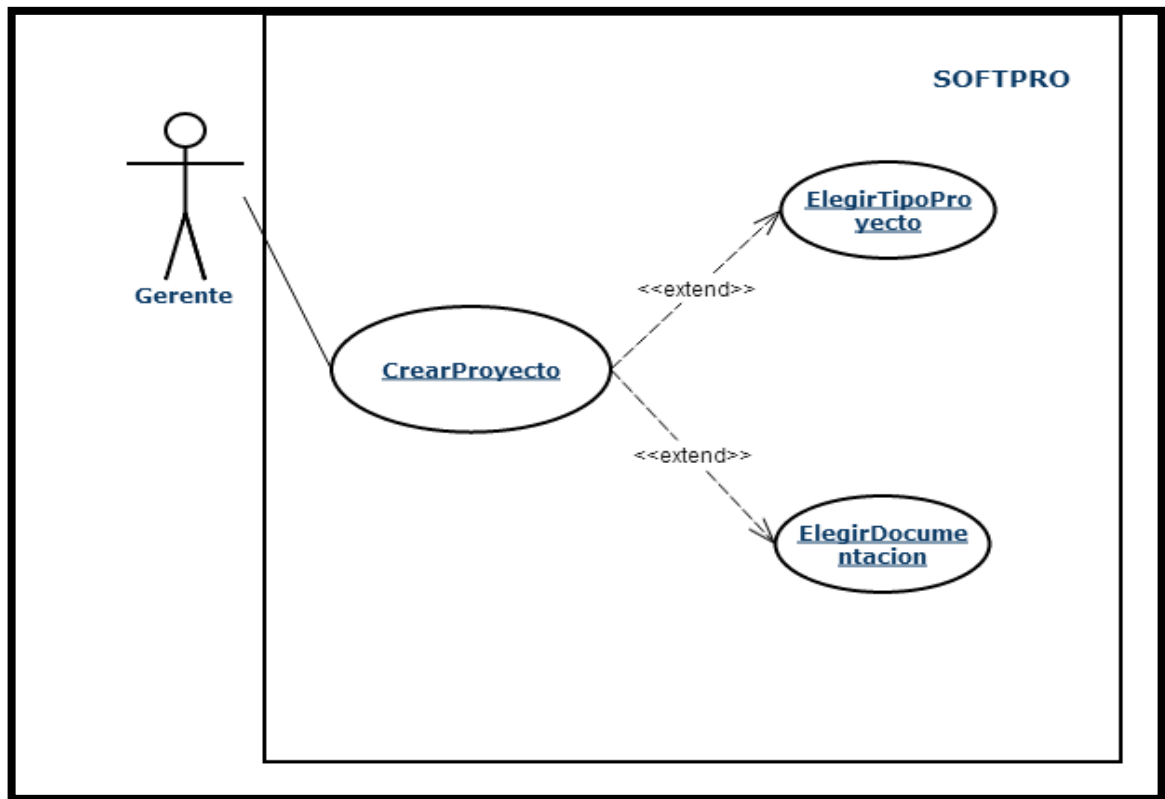 SOFTPRO
ElegirTipoPro
yecto
<<extend>>
Gerente
CrearProyecto
<<extend>>
ElegirDocume
ntacion